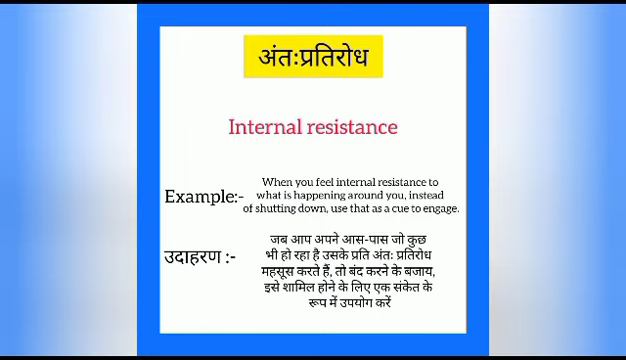 अंतःप्रतिरोध
Internal resistance
Example:-
When you feel internal resistance to
what is happening around you, instead
of shutting down, use that as a cue to engage.
उदाहरण :-
जब आप अपने आस-पास जो कुछ
भी हो रहा है उसके प्रति अंतः प्रतिरोध
महसूस करते हैं, तो बंद करने के बजाय,
इसे शामिल होने के लिए एक संकेत के
रूप में उपयोग करें